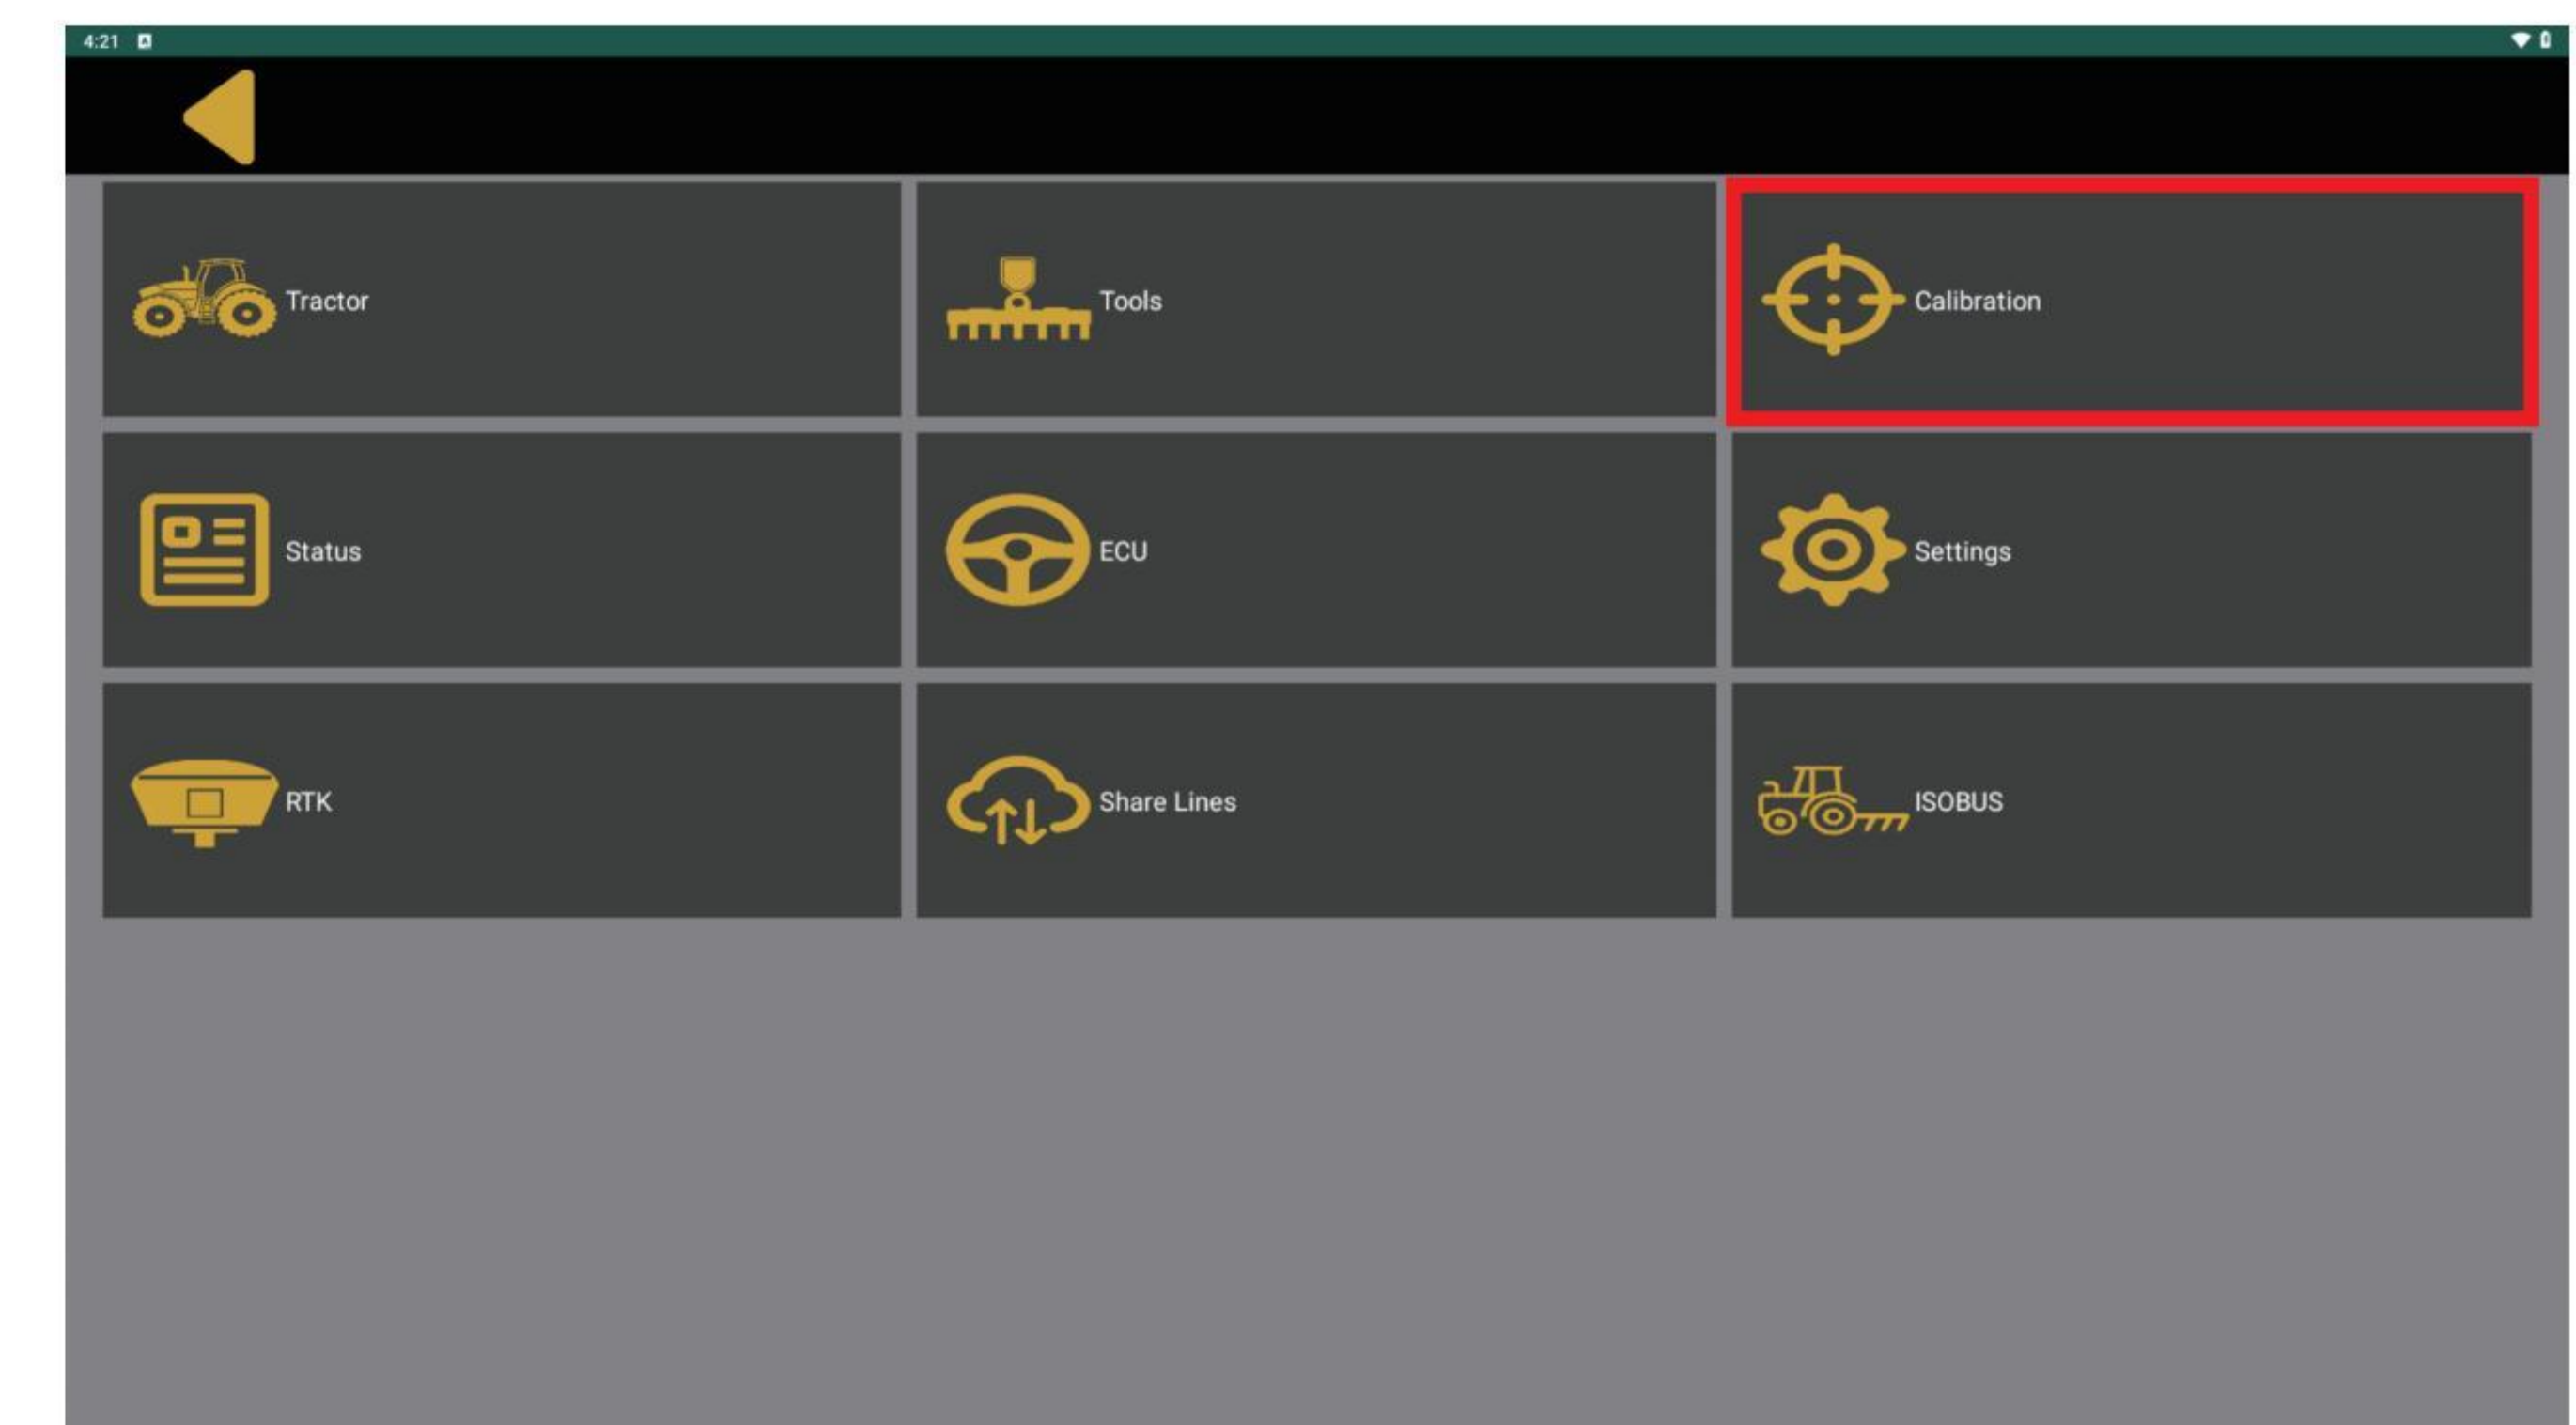 4:21
Tractor
Tools
Calibration
Status
ECU
Settings
RTK
Share Lines
ISOBUS